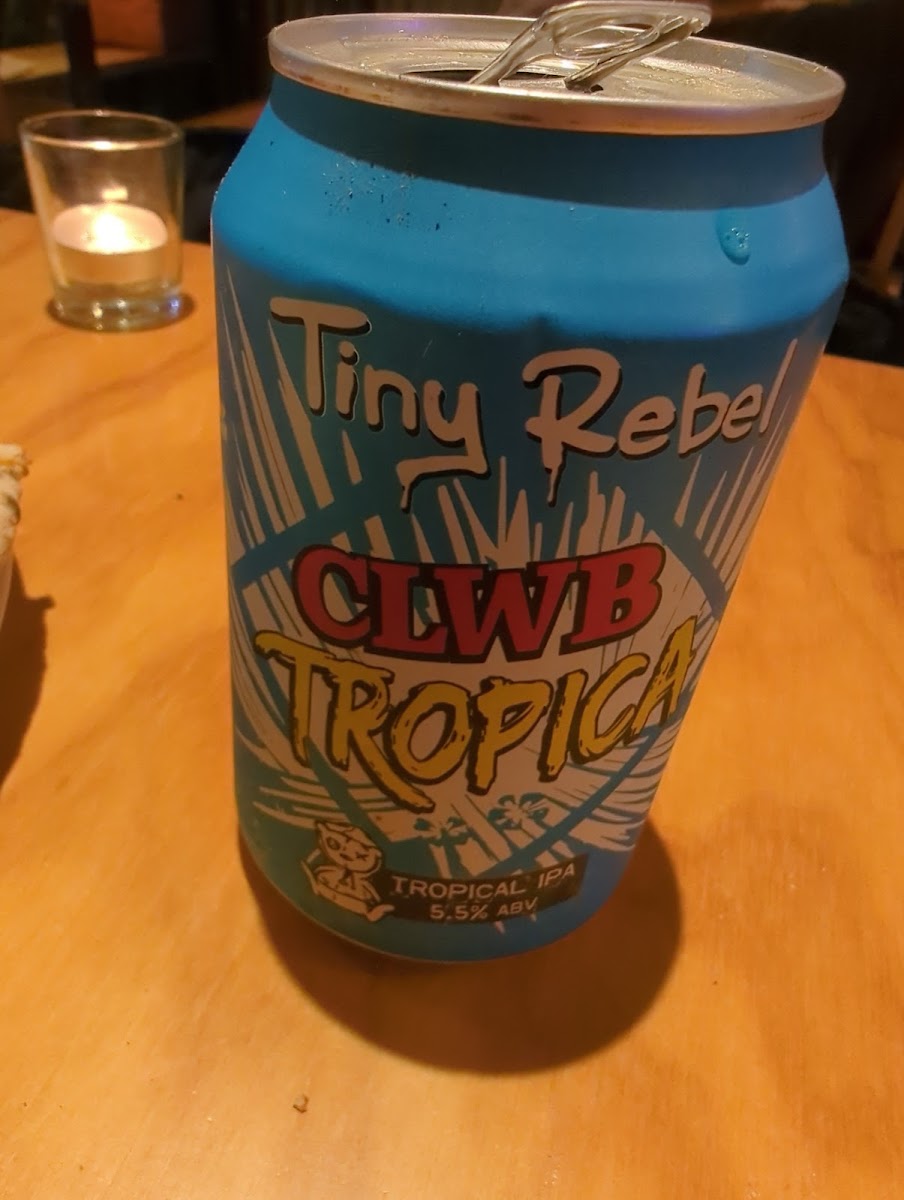 Tiny Rebel
CLWB
TROPICA
TROPICAL IPA
5.5% ABV